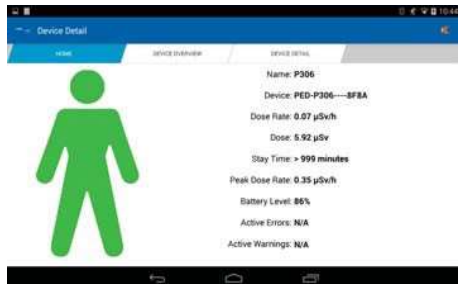 10:44
Device Detail
HOME
DEVICE OVERVIEW
DEVICE DETAIL
Name: P306
Device: PED-P306----8F8A
Dose Rate: 0.07 µSv/h
Dose: 5.92 µSv
Stay Time: > 999 minutes
Peak Dose Rate: 0.35 µSv/h
Battery Level: 86%
Active Errors: N/A
Active Warnings: N/A